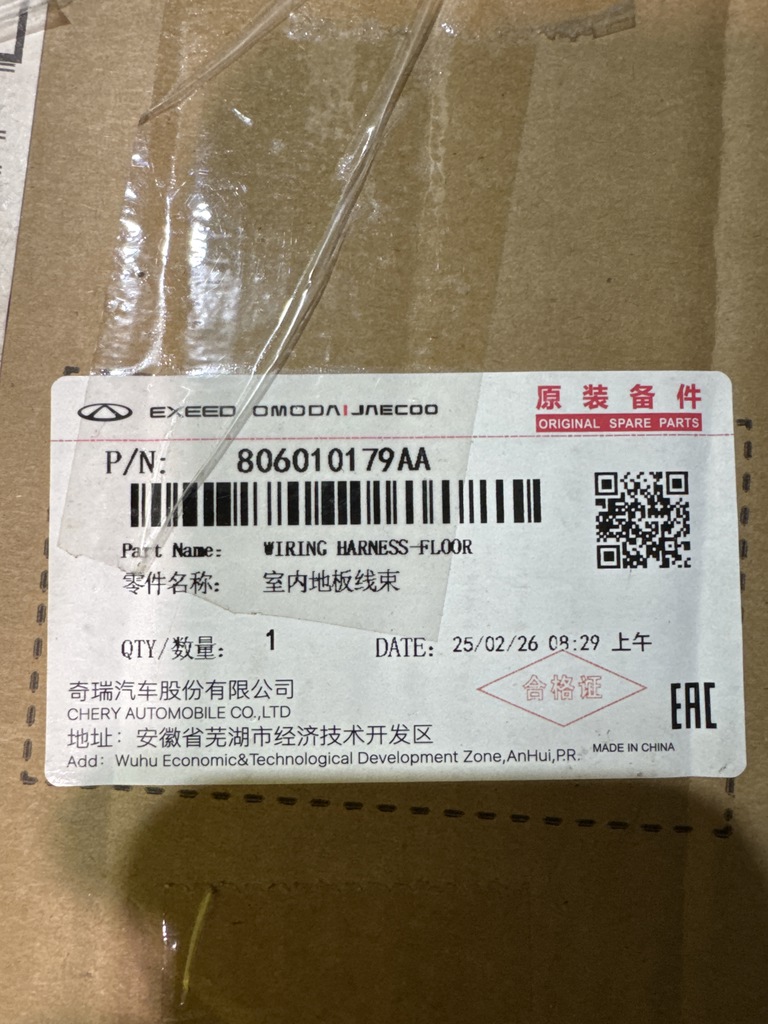 EXEED OMODA | JAECOO
原装备件
ORIGINAL SPARE PARTS
P/N: 806010179AA
Part Name: WIRING HARNESS-FLOOR
零件名称: 室内地板线束
QTY/数量: 1 DATE: 25/02/26 08:29 上午
奇瑞汽车股份有限公司
合格证
EAC
CHERY AUTOMOBILE CO.,LTD
地址: 安徽省芜湖市经济技术开发区
MADE IN CHINA
Add: Wuhu Economic&Technological Development Zone,AnHui,P.R.